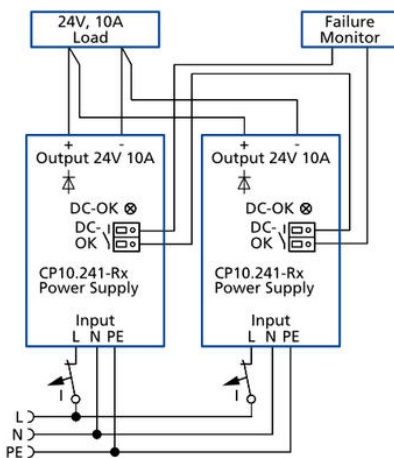 24V, 10A
Load
Failure
Monitor
+ -
Output 24V 10A
DC-OK
DC-
OK
CP10.241-Rx
Power Supply
Input
L N PE
I
+ -
Output 24V 10A
DC-OK
DC-
OK
CP10.241-Rx
Power Supply
Input
L N PE
I
L
N
PE